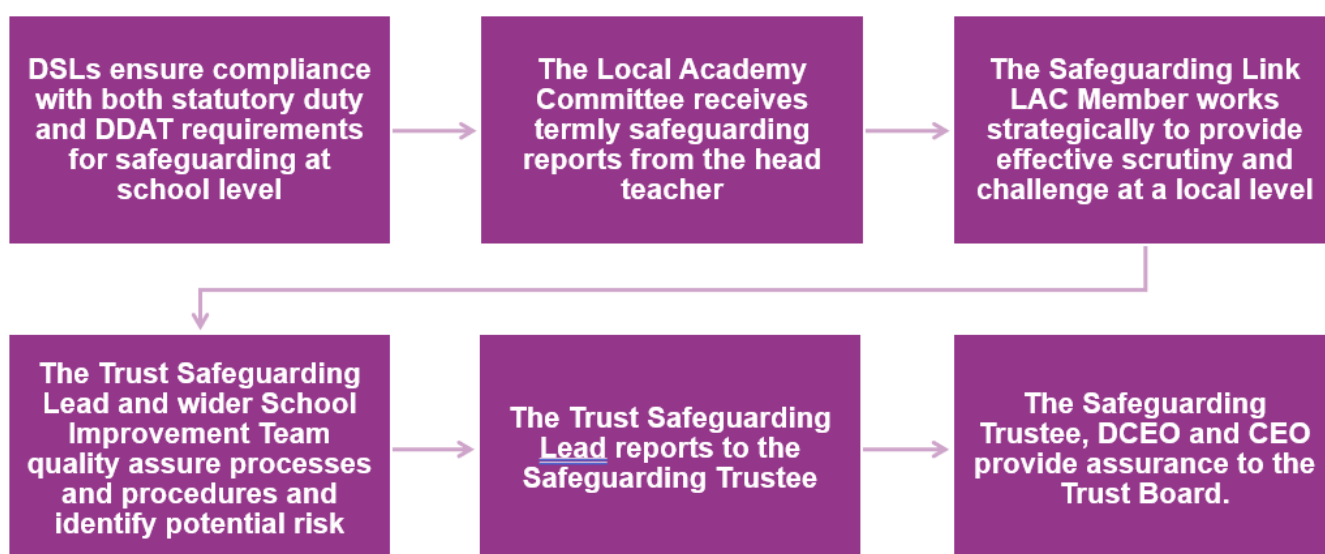 DSLs ensure compliance
with both statutory duty
and DDAT requirements
for safeguarding at
school level
The Local Academy
Committee receives
termly safeguarding
reports from the head
teacher
The Safeguarding Link
LAC Member works
strategically to provide
effective scrutiny and
challenge at a local level
The Trust Safeguarding
Lead and wider School
Improvement Team
quality assure processes
and procedures and
identify potential risk
The Trust Safeguarding
Lead reports to the
Safeguarding Trustee
The Safeguarding
Trustee, DCEO and CEO
provide assurance to the
Trust Board.